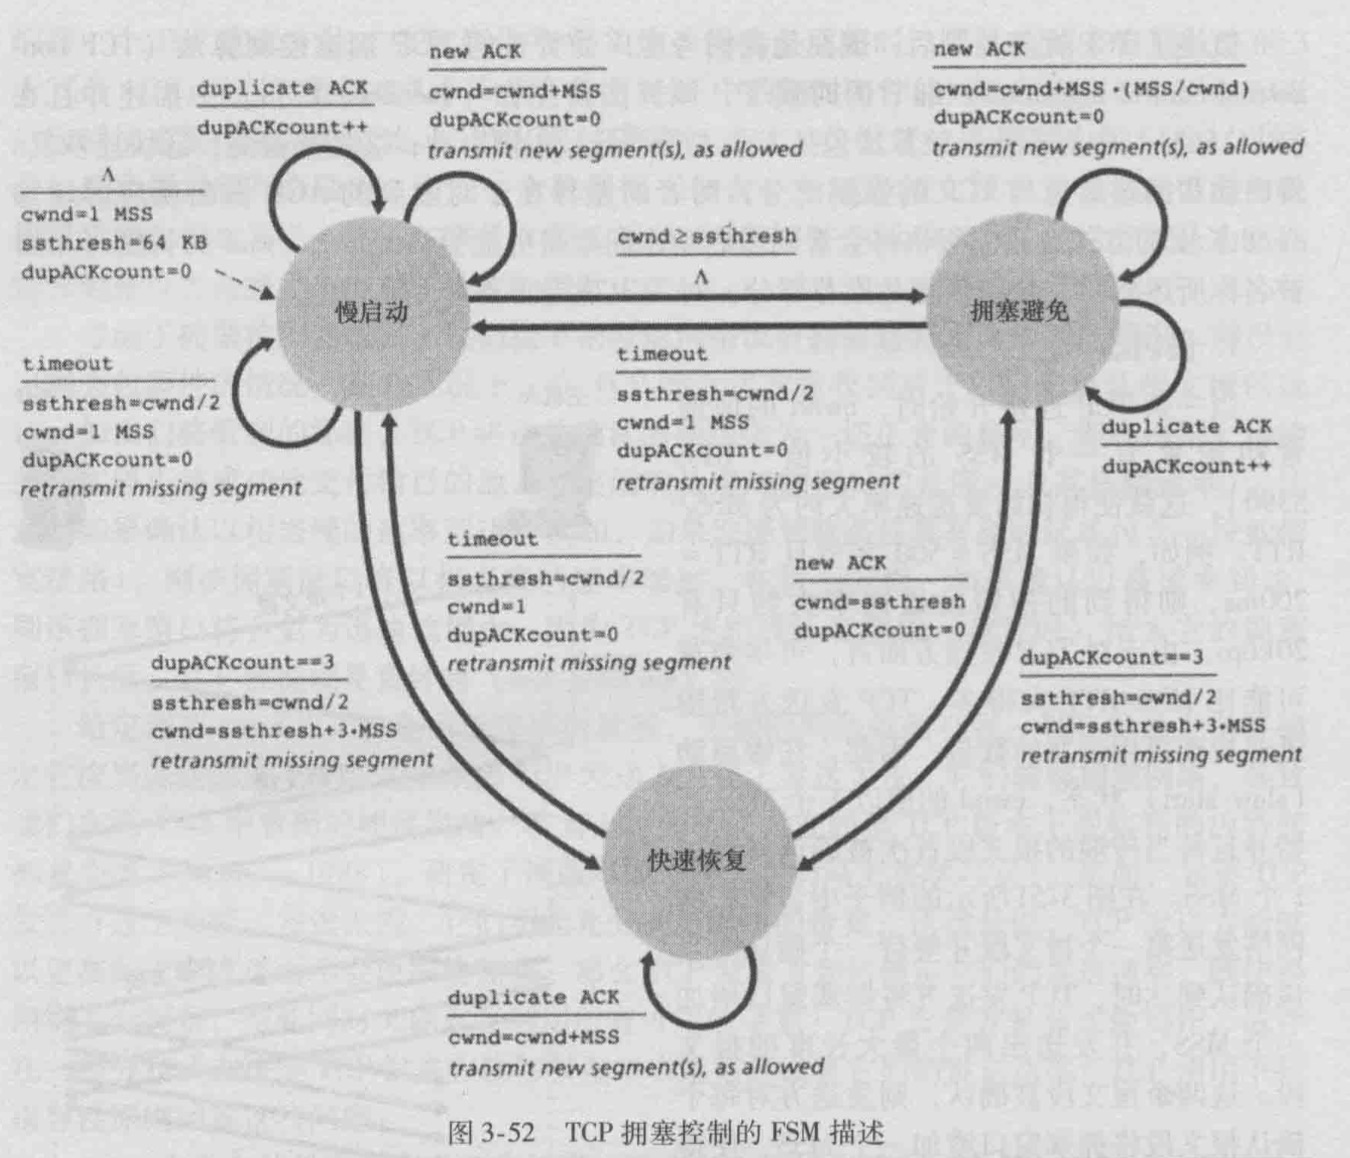 new ACK
cwnd=cwnd+MSS
dupACKcount=0
transmit new segment(s), as allowed
new ACK
cwnd=cwnd+MSS·(MSS/cwnd)
dupACKcount=0
transmit new segment(s), as allowed
duplicate ACK
dupACKcount++
Λ
cwnd=1 MSS
ssthresh=64 KB
dupACKcount=0
cwnd≥ssthresh
Λ
慢启动
拥塞避免
timeout
ssthresh=cwnd/2
cwnd=1 MSS
dupACKcount=0
retransmit missing segment
timeout
ssthresh=cwnd/2
cwnd=1 MSS
dupACKcount=0
retransmit missing segment
duplicate ACK
dupACKcount++
timeout
ssthresh=cwnd/2
cwnd=1
dupACKcount=0
retransmit missing segment
new ACK
cwnd=ssthresh
dupACKcount=0
dupACKcount==3
ssthresh=cwnd/2
cwnd=ssthresh+3·MSS
retransmit missing segment
dupACKcount==3
ssthresh=cwnd/2
cwnd=ssthresh+3·MSS
retransmit missing segment
快速恢复
duplicate ACK
cwnd=cwnd+MSS
transmit new segment(s), as allowed
图 3-52 TCP 拥塞控制的 FSM 描述